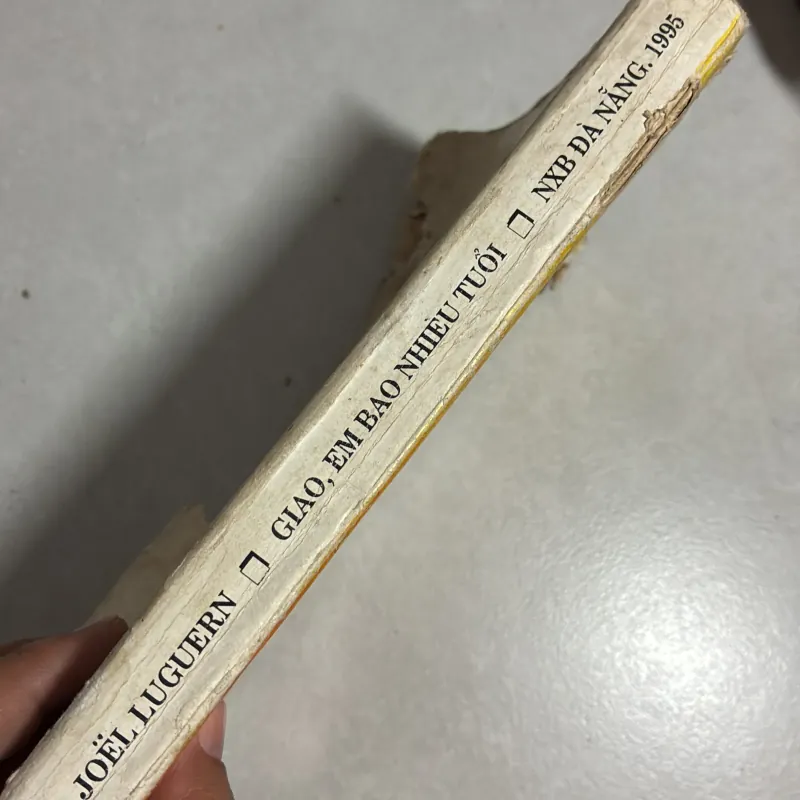 JOËL LUGUERN □ GIAO, EM BAO NHIÊU TUỔI □ NXB ĐÀ NẴNG. 1995